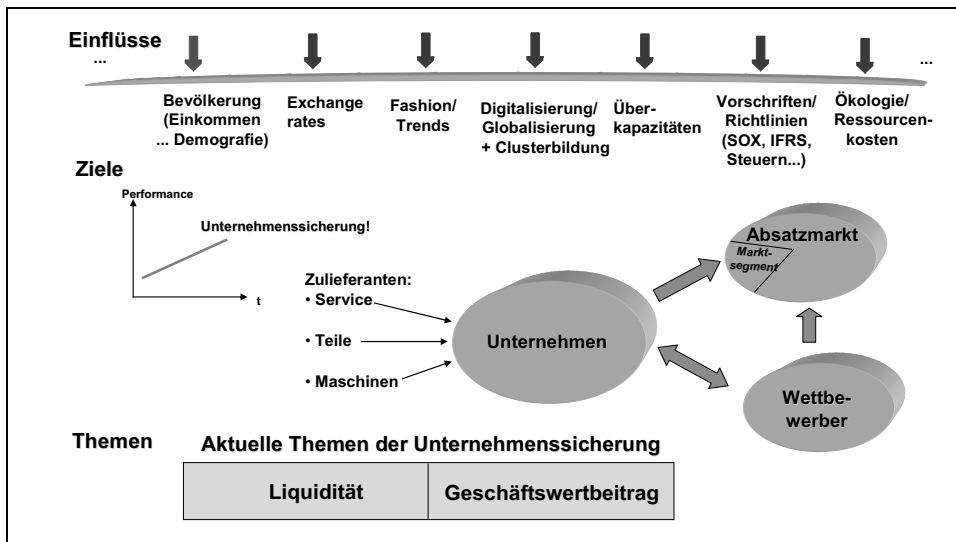 Einflüsse
...
...
Bevölkerung
(Einkommen
... Demografie)
Exchange
rates
Fashion/
Trends
Digitalisierung/
Globalisierung
+ Clusterbildung
Über-
kapazitäten
Vorschriften/
Richtlinien
(SOX, IFRS,
Steuern...)
Ökologie/
Ressourcen-
kosten
Ziele
Performance
Unternehmenssicherung!
t
Zulieferanten:
• Service
• Teile
• Maschinen
Unternehmen
Absatzmarkt
Markt-
segment
Wettbe-
werber
Themen
Aktuelle Themen der Unternehmenssicherung
Liquidität
Geschäftswertbeitrag